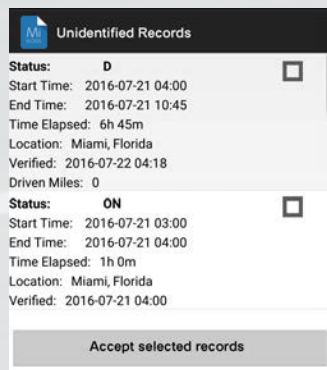 Mi
Unidentified Records
Status: D
Start Time: 2016-07-21 04:00
End Time: 2016-07-21 10:45
Time Elapsed: 6h 45m
Location: Miami, Florida
Verified: 2016-07-22 04:18
Driven Miles: 0
Status: ON
Start Time: 2016-07-21 03:00
End Time: 2016-07-21 04:00
Time Elapsed: 1h 0m
Location: Miami, Florida
Verified: 2016-07-21 04:00
Accept selected records